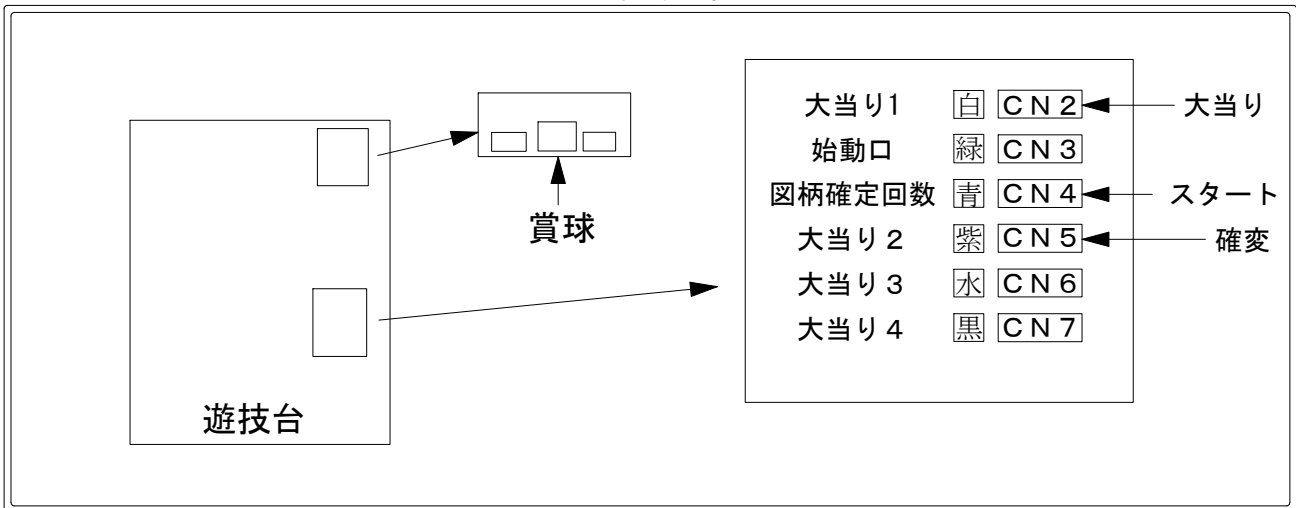 大当り1 白 CN2 大当り
始動口 緑 CN3
図柄確定回数 青 CN4 スタート
大当り2 紫 CN5 確変
大当り3 水 CN6
大当り4 黒 CN7
賞球
遊技台